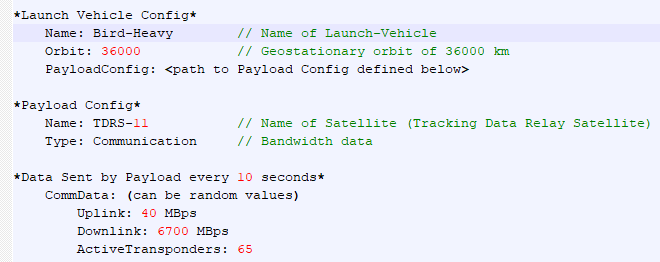 *Launch Vehicle Config*
Name: Bird-Heavy // Name of Launch-Vehicle
Orbit: 36000 // Geostationary orbit of 36000 km
PayloadConfig: <path to Payload Config defined below>
*Payload Config*
Name: TDRS-11 // Name of Satellite (Tracking Data Relay Satellite)
Type: Communication // Bandwidth data
*Data Sent by Payload every 10 seconds*
CommData: (can be random values)
Uplink: 40 MBps
Downlink: 6700 MBps
ActiveTransponders: 65